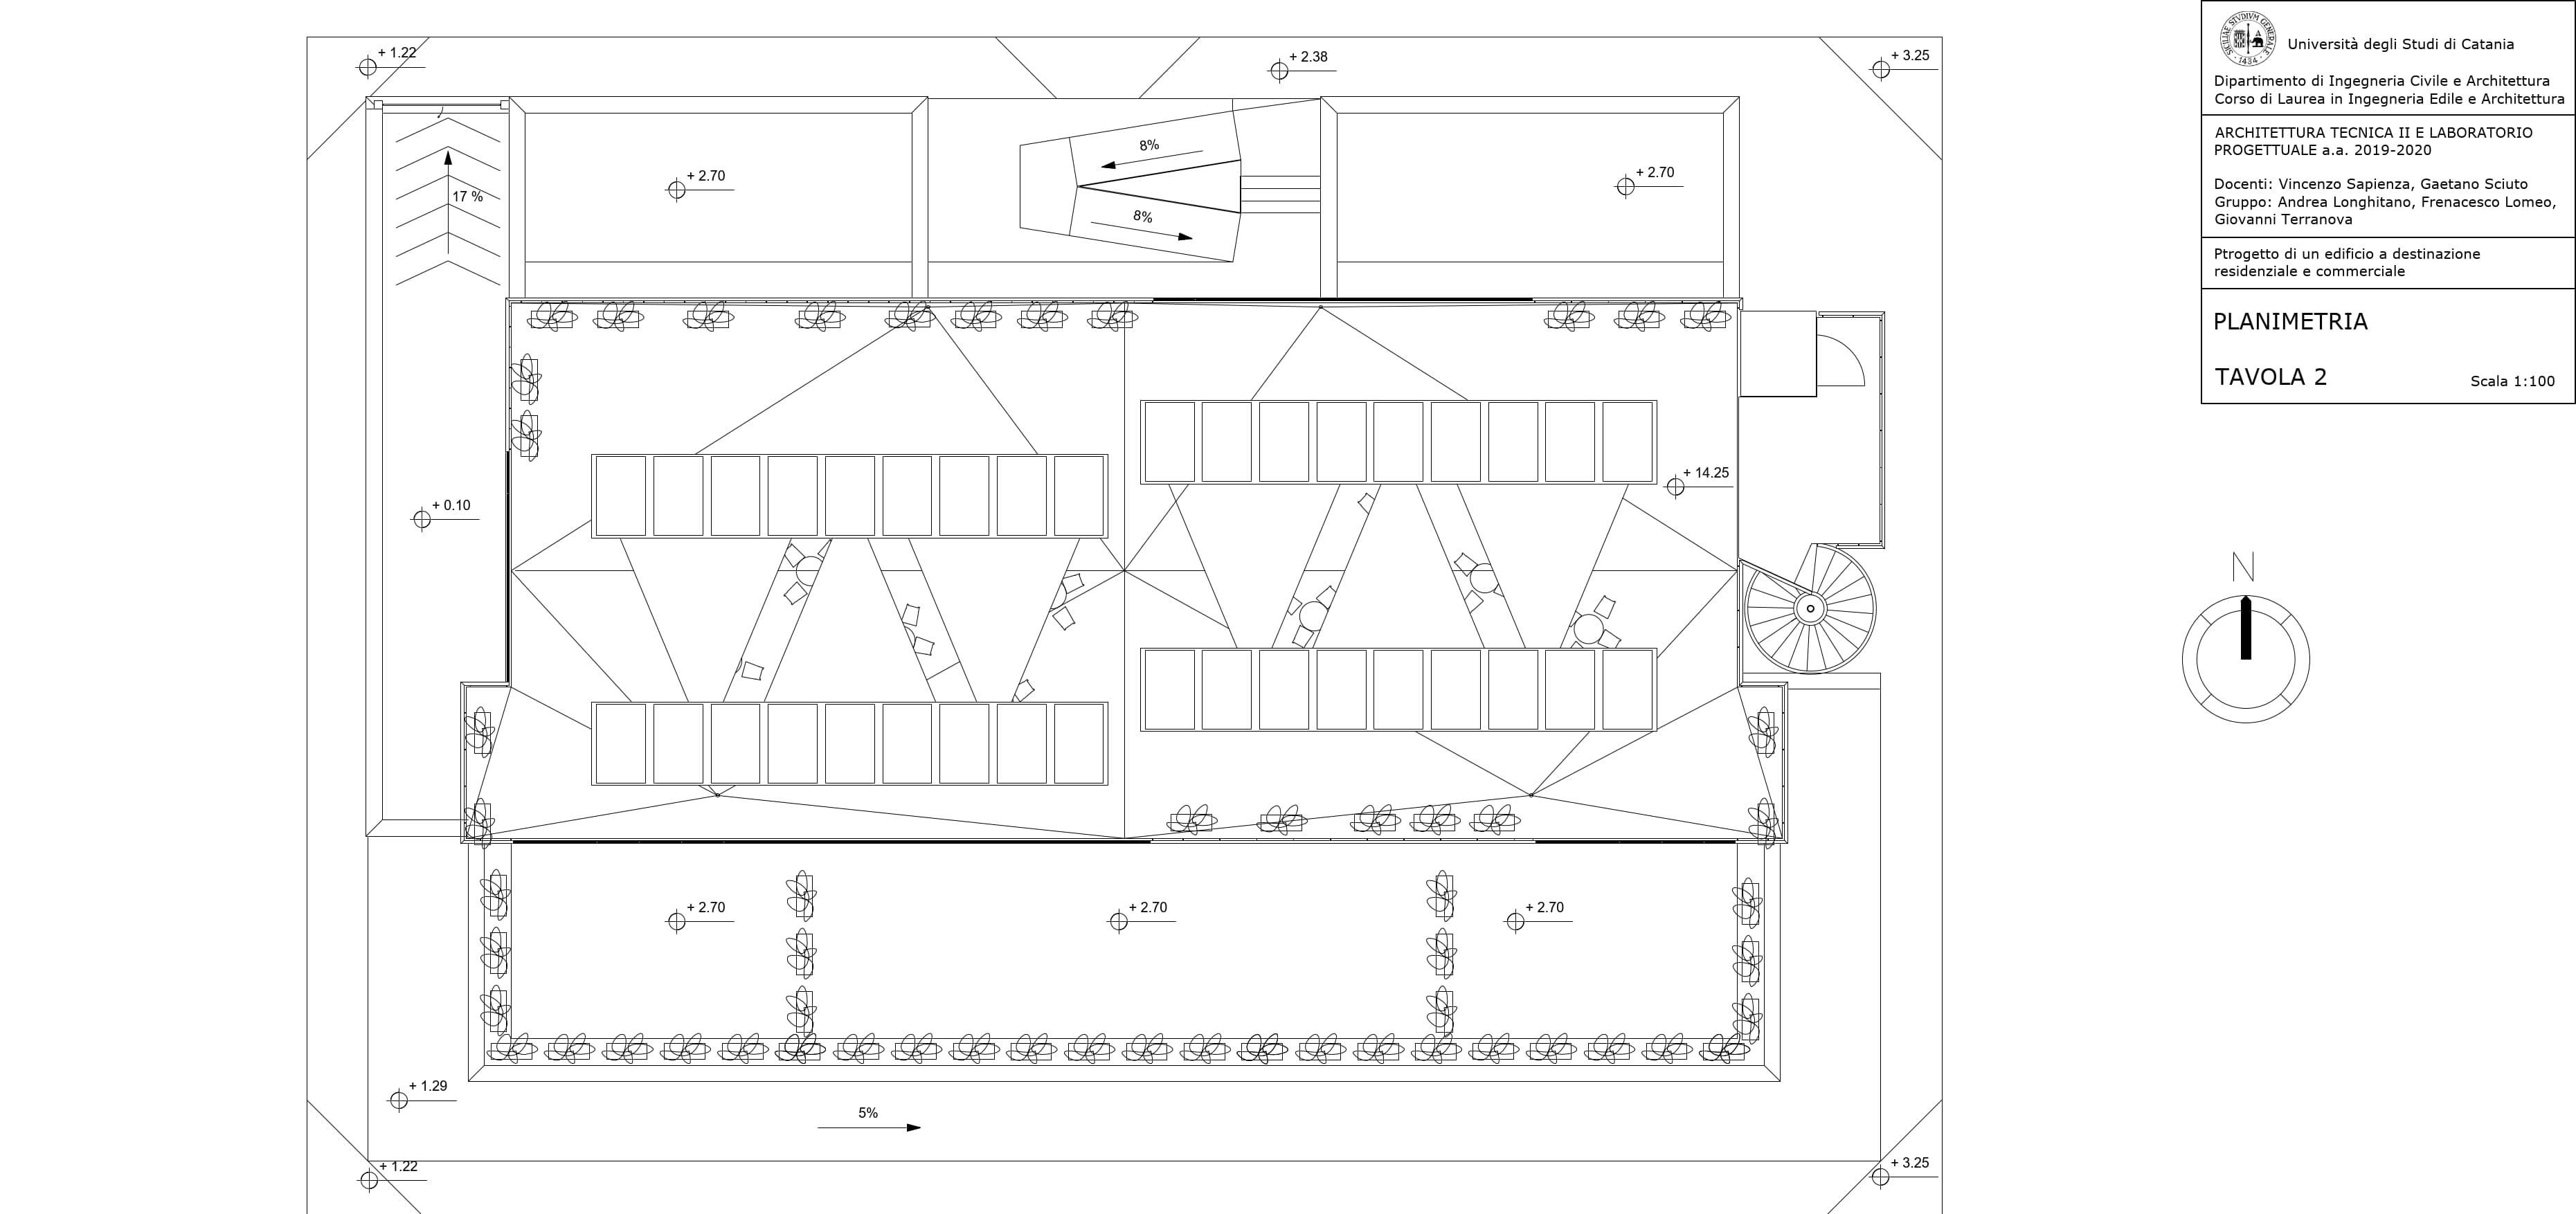 + 1.22
+ 2.38
+ 3.25
+ 2.70
+ 2.70
8%
8%
17 %
+ 14.25
+ 0.10
+ 2.70
+ 2.70
+ 2.70
+ 1.29
5%
+ 1.22
+ 3.25
SICILIAE STVDIVM GENERALE
1434
Università degli Studi di Catania
Dipartimento di Ingegneria Civile e Architettura
Corso di Laurea in Ingegneria Edile e Architettura
ARCHITETTURA TECNICA II E LABORATORIO
PROGETTUALE a.a. 2019-2020
Docenti: Vincenzo Sapienza, Gaetano Sciuto
Gruppo: Andrea Longhitano, Frenacesco Lomeo,
Giovanni Terranova
Ptrogetto di un edificio a destinazione
residenziale e commerciale
PLANIMETRIA
TAVOLA 2
Scala 1:100
N